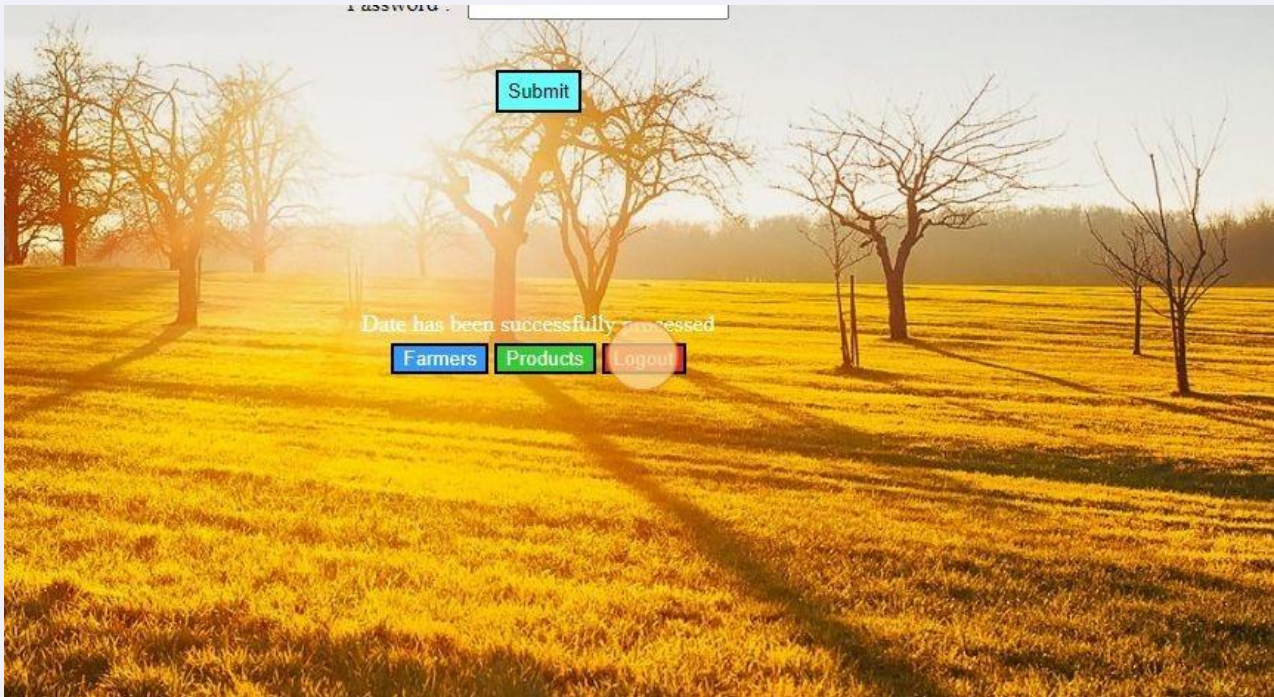 Password :
Submit
Date has been successfully processed
Farmers Products Logout